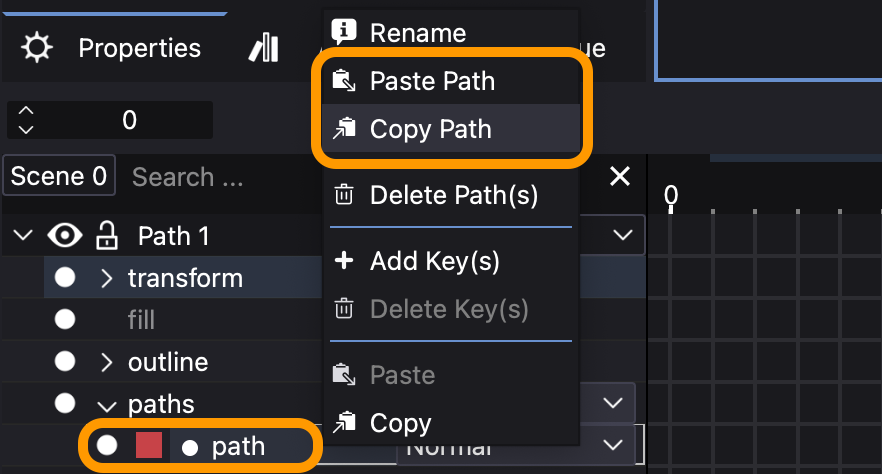 Properties
0
Scene 0
Search ...
Path 1
transform
fill
outline
paths
path
Normal
Rename
Paste Path
Copy Path
Delete Path(s)
Add Key(s)
Delete Key(s)
Paste
Copy
0